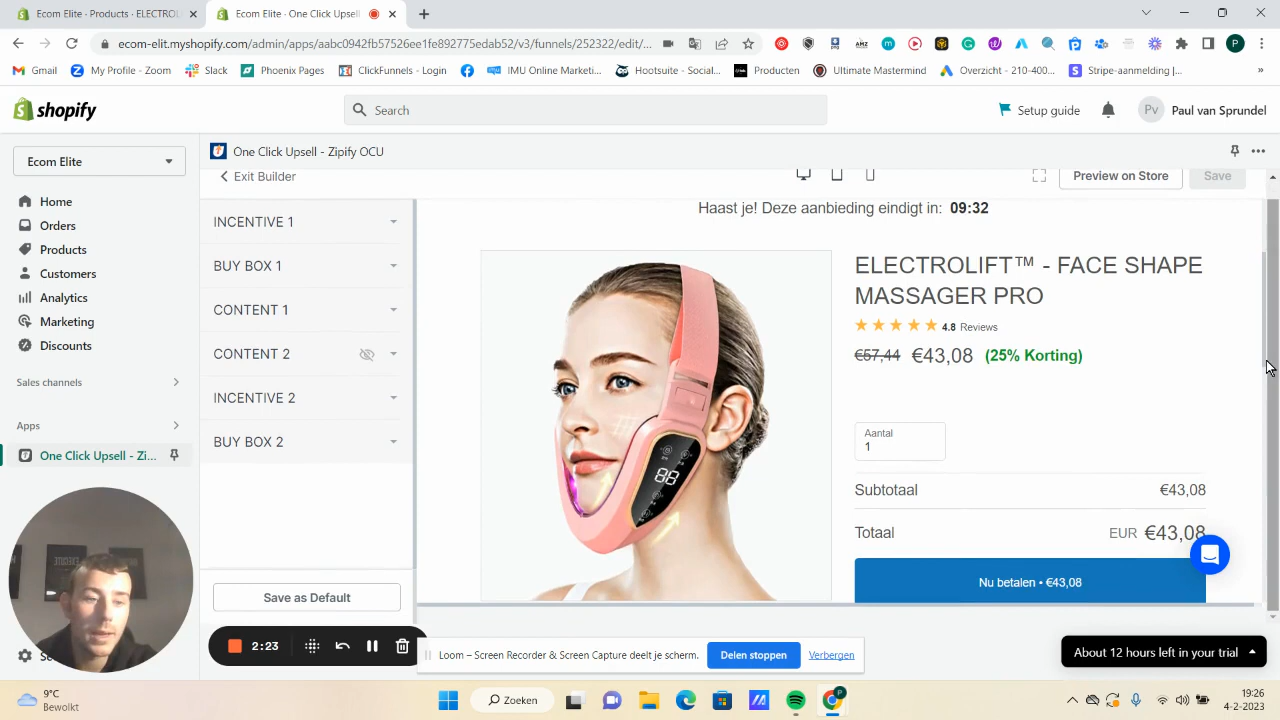 Ecom Elite - Products - ELECTROL
Ecom Elite - One Click Upsell
ecom-elit.myshopify.com/admin/apps/aabc0942fb575b26ee41e892775edab52/v3/funnels/252322/edit/...
Gmail
My Profile - Zoom
Slack
Phoenix Pages
ClickFunnels - Login
IMU Online Marketi...
Hootsuite - Social...
Producten
Ultimate Mastermind
Overzicht - 210-400...
Stripe-aanmelding |...
»
shopify
Search
Setup guide
Pv
Paul van Sprundel
Ecom Elite
One Click Upsell - Zipify OCU
Exit Builder
Preview on Store
Save
Home
Orders
Products
Customers
Analytics
Marketing
Discounts
Sales channels
Apps
One Click Upsell - Zi...
INCENTIVE 1
BUY BOX 1
CONTENT 1
CONTENT 2
INCENTIVE 2
BUY BOX 2
Save as Default
Haast je! Deze aanbieding eindigt in: 09:32
88
ELECTROLIFT™ - FACE SHAPE
MASSAGER PRO
4.8 Reviews
€57,44 €43,08 (25% Korting)
Aantal
1
Subtotaal €43,08
Totaal EUR €43,08
Nu betalen • €43,08
2:23
Loom – Screen Recorder & Screen Capture deelt je scherm.
Delen stoppen
Verbergen
About 12 hours left in your trial
9°C
Bewolkt
Zoeken
19:26
4-2-2023